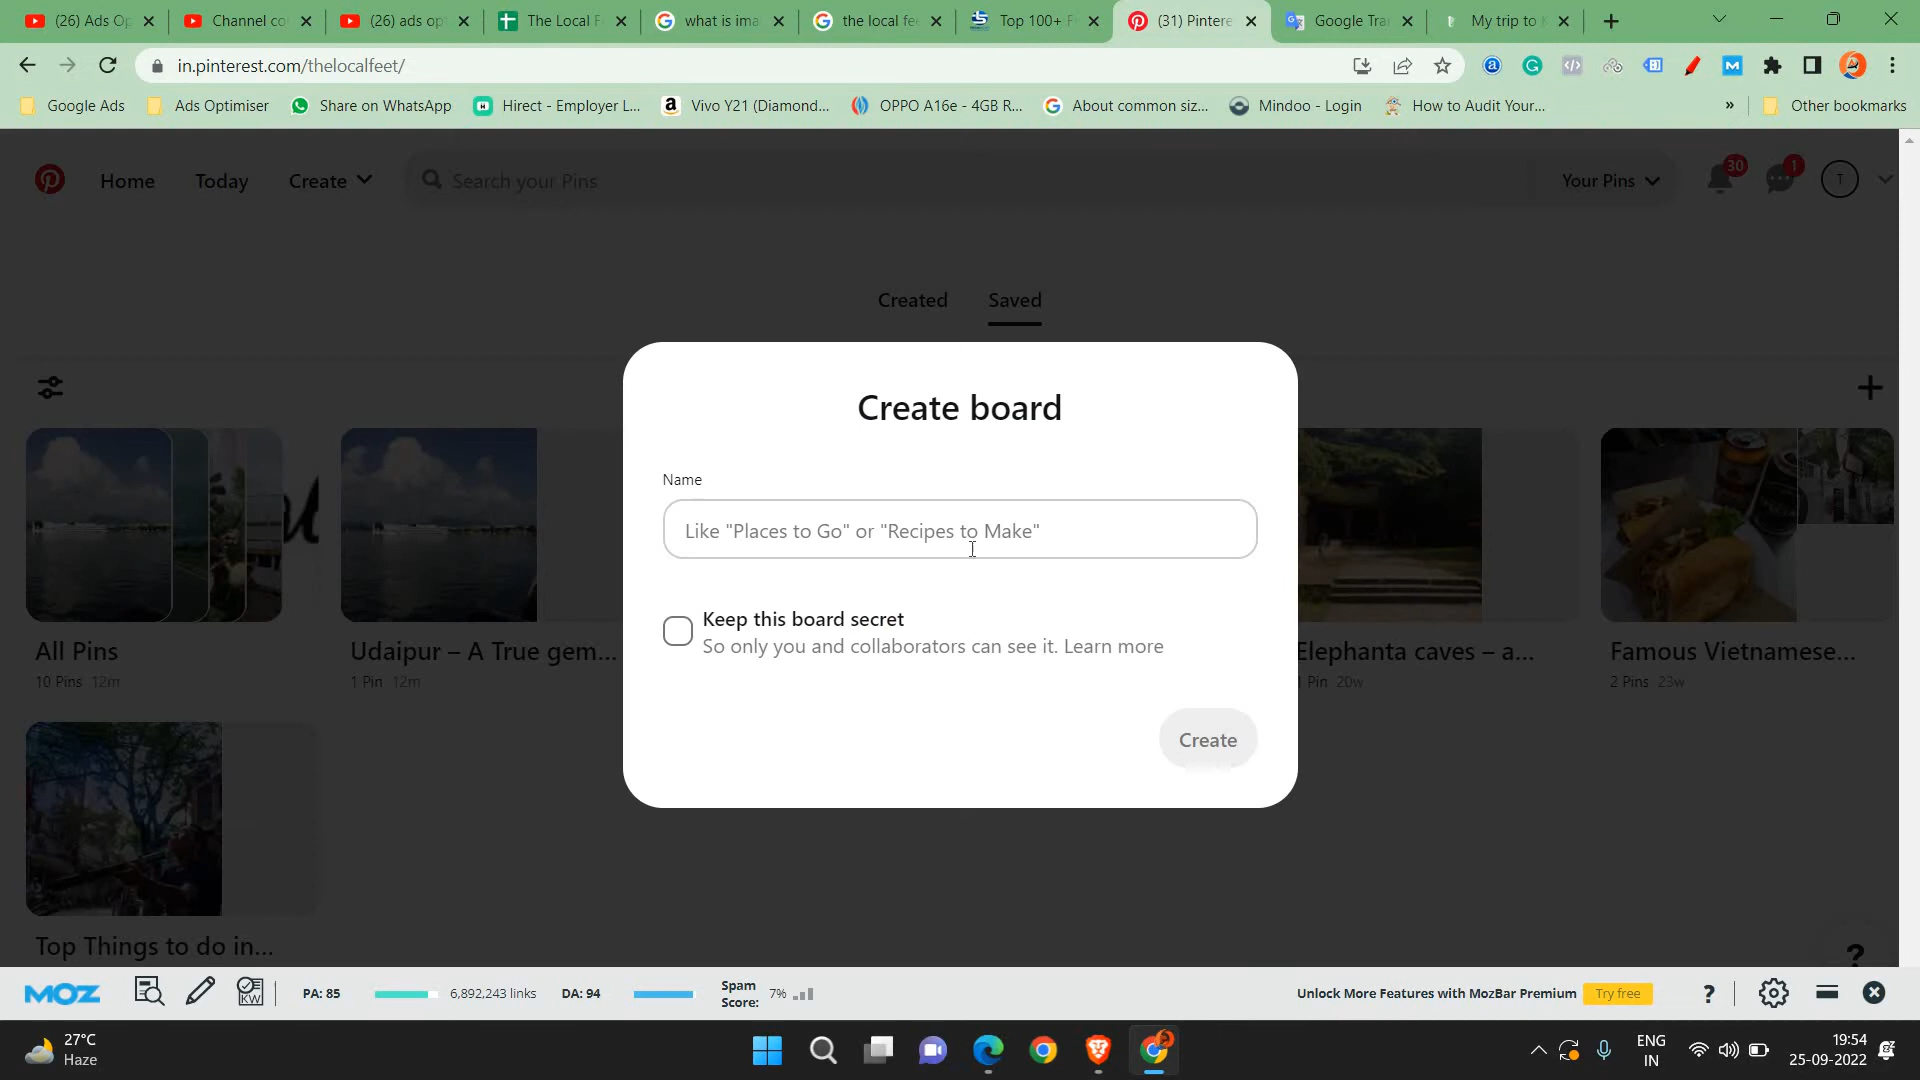 (26) Ads Op
Channel co
(26) ads op
The Local F
what is ima
the local fee
Top 100+ F
(31) Pintere
Google Tra
My trip to
in.pinterest.com/thelocalfeet/
Google Ads
Ads Optimiser
Share on WhatsApp
Hirect - Employer L...
Vivo Y21 (Diamond...
OPPO A16e - 4GB R...
About common siz...
Mindoo - Login
How to Audit Your...
»
Other bookmarks
Home
Today
Create
Search your Pins
Your Pins
30
1
T
Created
Saved
Create board
Name
Like "Places to Go" or "Recipes to Make"
Keep this board secret
So only you and collaborators can see it. Learn more
Create
All Pins
10 Pins 12m
Udaipur – A True gem...
1 Pin 12m
Elephanta caves – a...
1 Pin 20w
Famous Vietnamese...
2 Pins 23w
Top Things to do in...
?
MOZ
KW
PA: 85
6,892,243 links
DA: 94
Spam
Score:
7%
Unlock More Features with MozBar Premium
Try free
?
27°C
Haze
ENG
IN
19:54
25-09-2022